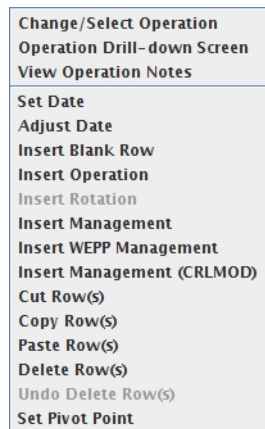 Change/Select Operation
Operation Drill-down Screen
View Operation Notes
Set Date
Adjust Date
Insert Blank Row
Insert Operation
Insert Rotation
Insert Management
Insert WEPP Management
Insert Management (CRLMOD)
Cut Row(s)
Copy Row(s)
Paste Row(s)
Delete Row(s)
Undo Delete Row(s)
Set Pivot Point